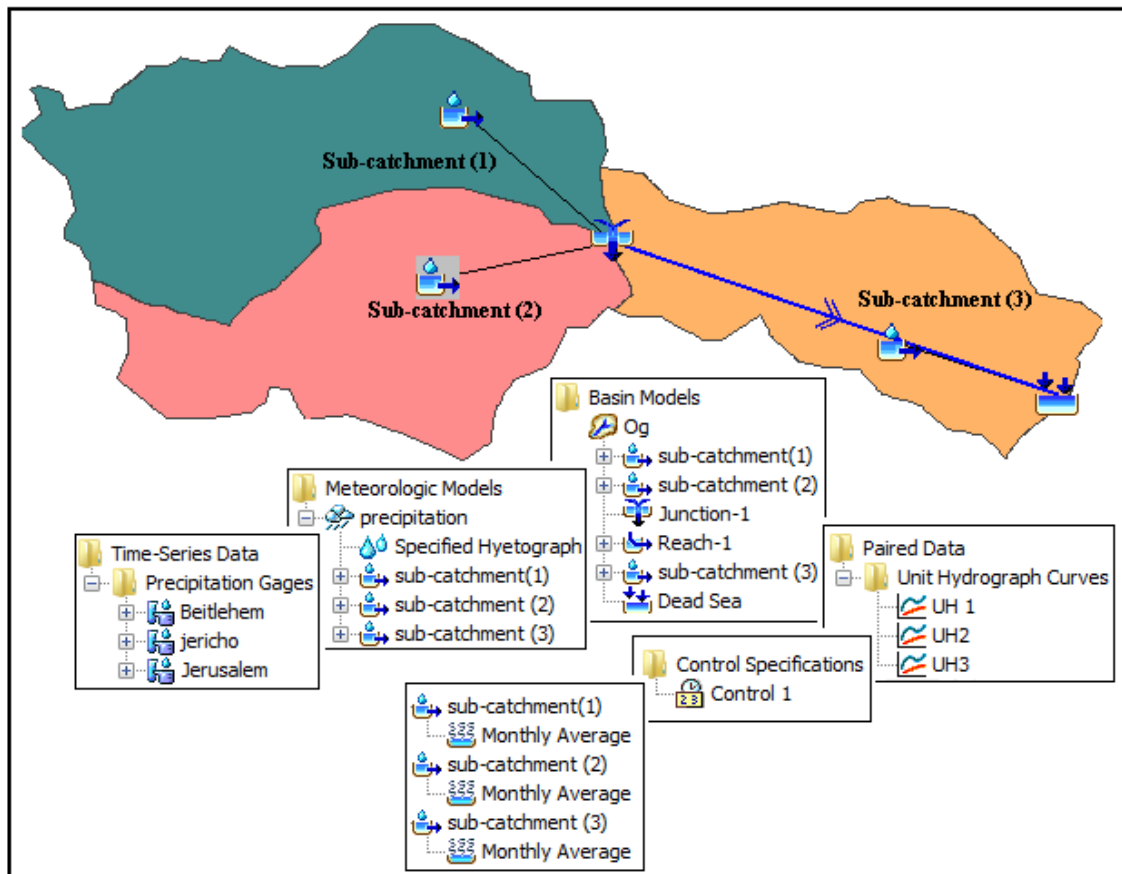 Sub-catchment (1)
Sub-catchment (2)
Sub-catchment (3)
Basin Models
Og
sub-catchment(1)
sub-catchment (2)
Junction-1
Reach-1
sub-catchment (3)
Dead Sea
Meteorologic Models
precipitation
Specified Hyetograph
sub-catchment(1)
sub-catchment (2)
sub-catchment (3)
Time-Series Data
Precipitation Gages
Beitlehem
jericho
Jerusalem
Paired Data
Unit Hydrograph Curves
UH 1
UH2
UH3
Control Specifications
Control 1
sub-catchment(1)
Monthly Average
sub-catchment (2)
Monthly Average
sub-catchment (3)
Monthly Average